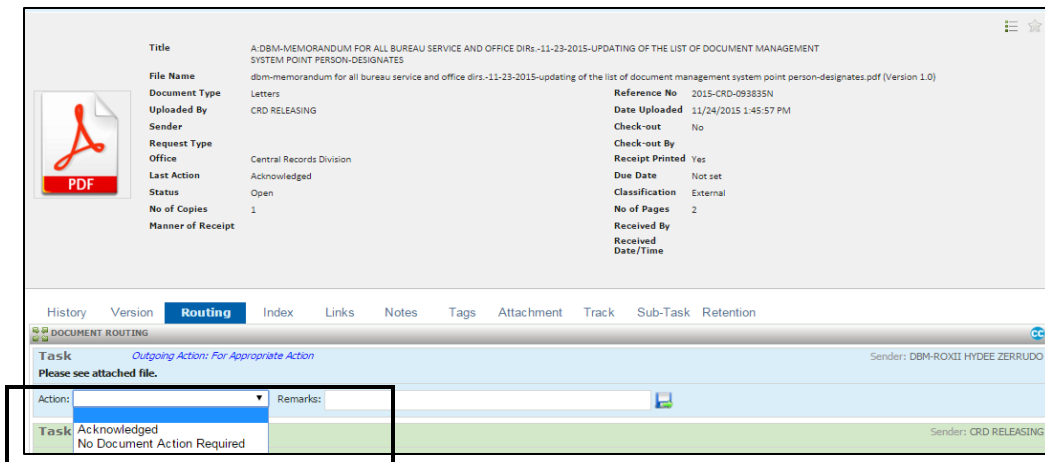 Title A:DBM-MEMORANDUM FOR ALL BUREAU SERVICE AND OFFICE DIRs.-11-23-2015-UPDATING OF THE LIST OF DOCUMENT MANAGEMENT
SYSTEM POINT PERSON-DESIGNATES
File Name dbm-memorandum for all bureau service and office dirs.-11-23-2015-updating of the list of document management system point person-designates.pdf (Version 1.0)
Document Type Letters Reference No 2015-CRD-093835N
Uploaded By CRD RELEASING Date Uploaded 11/24/2015 1:45:57 PM
Sender Check-out No
Request Type Check-out By
Office Central Records Division Receipt Printed Yes
Last Action Acknowledged Due Date Not set
Status Open Classification External
No of Copies 1 No of Pages 2
Manner of Receipt Received By
Received
Date/Time
PDF
History Version Routing Index Links Notes Tags Attachment Track Sub-Task Retention
DOCUMENT ROUTING CC
Task Outgoing Action: For Appropriate Action Sender: DBM-ROXII HYDEE ZERRUDO
Please see attached file.
Action: Remarks:
Task Sender: CRD RELEASING
Acknowledged
No Document Action Required